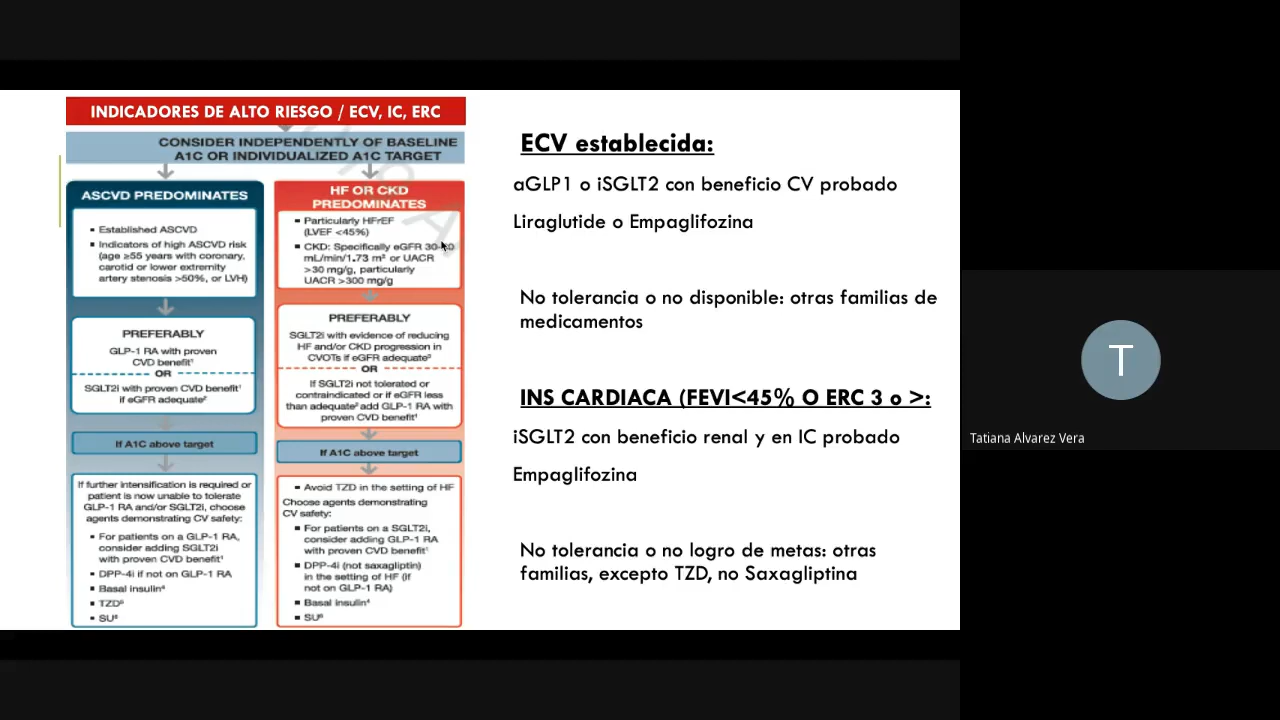 INDICADORES DE ALTO RIESGO / ECV, IC, ERC
CONSIDER INDEPENDENTLY OF BASELINE
A1C OR INDIVIDUALIZED A1C TARGET
ASCVD PREDOMINATES
▪ Established ASCVD
▪ Indicators of high ASCVD risk
(age ≥55 years with coronary,
carotid or lower extremity
artery stenosis >50%, or LVH)
PREFERABLY
GLP-1 RA with proven
CVD benefit¹
OR
SGLT2i with proven CVD benefit¹
if eGFR adequate²
If A1C above target
If further intensification is required or
patient is now unable to tolerate
GLP-1 RA and/or SGLT2i, choose
agents demonstrating CV safety:
▪ For patients on a GLP-1 RA,
consider adding SGLT2i
with proven CVD benefit¹
▪ DPP-4i if not on GLP-1 RA
▪ Basal insulin⁴
▪ TZD⁵
▪ SU⁶
HF OR CKD
PREDOMINATES
▪ Particularly HFrEF
(LVEF <45%)
▪ CKD: Specifically eGFR 30-60
mL/min/1.73 m² or UACR
>30 mg/g, particularly
UACR >300 mg/g
PREFERABLY
SGLT2i with evidence of reducing
HF and/or CKD progression in
CVOTs if eGFR adequate³
OR
If SGLT2i not tolerated or
contraindicated or if eGFR less
than adequate² add GLP-1 RA with
proven CVD benefit¹
If A1C above target
▪ Avoid TZD in the setting of HF
Choose agents demonstrating
CV safety:
▪ For patients on a SGLT2i,
consider adding GLP-1 RA
with proven CVD benefit¹
▪ DPP-4i (not saxagliptin)
in the setting of HF (if
not on GLP-1 RA)
▪ Basal insulin⁴
▪ SU⁶
ECV establecida:
aGLP1 o iSGLT2 con beneficio CV probado
Liraglutide o Empaglifozina
No tolerancia o no disponible: otras familias de
medicamentos
INS CARDIACA (FEVI<45% O ERC 3 o >:
iSGLT2 con beneficio renal y en IC probado
Empaglifozina
No tolerancia o no logro de metas: otras
familias, excepto TZD, no Saxagliptina
T
Tatiana Alvarez Vera